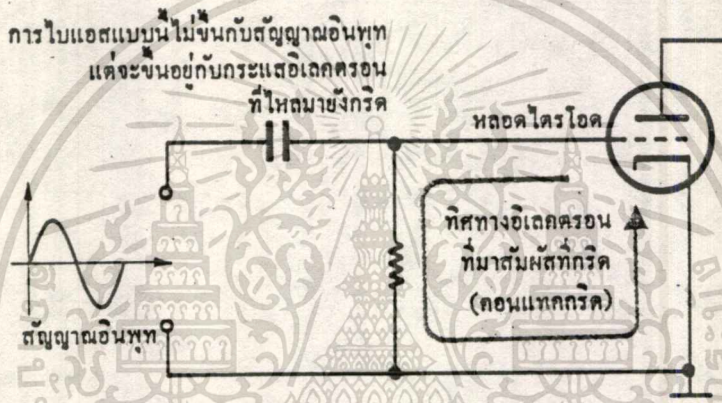 การไบแอสแบบนี้ไม่ขึ้นกับสัญญาณอินพุท
แต่จะขึ้นอยู่กับกระแสอิเลคตรอน
ที่ไหลมายังกริด
หลอดไตรโอด
ทิศทางอิเลคตรอน
ที่มาสัมผัสที่กริด
(คอนแทคกริด)
สัญญาณอินพุท